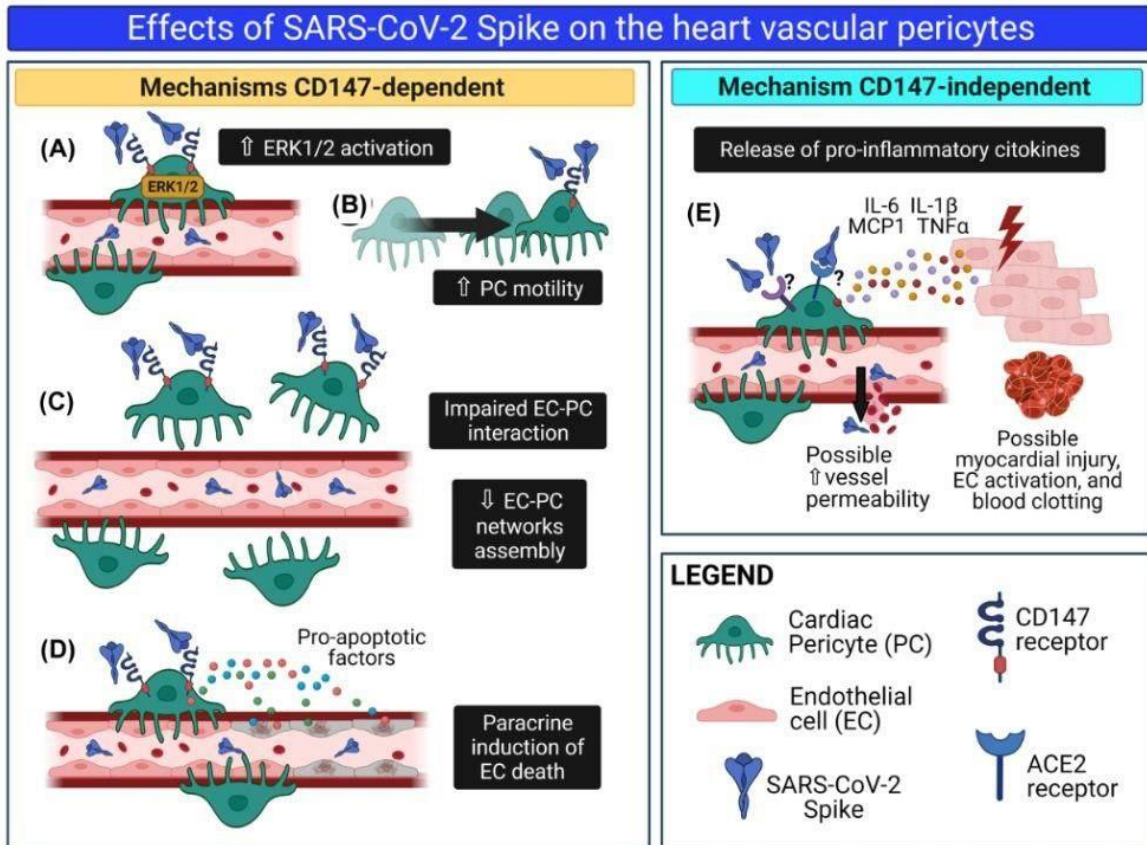 Effects of SARS-CoV-2 Spike on the heart vascular pericytes
Mechanisms CD147-dependent
(A)
⇧ ERK1/2 activation
ERK1/2
(B)
⇧ PC motility
(C)
Impaired EC-PC
interaction
⇩ EC-PC
networks
assembly
(D)
Pro-apoptotic
factors
Paracrine
induction of
EC death
Mechanism CD147-independent
Release of pro-inflammatory citokines
(E)
IL-6 IL-1β
MCP1 TNFα
?
?
Possible
⇧ vessel
permeability
Possible
myocardial injury,
EC activation, and
blood clotting
LEGEND
Cardiac
Pericyte (PC)
CD147
receptor
Endothelial
cell (EC)
SARS-CoV-2
Spike
ACE2
receptor